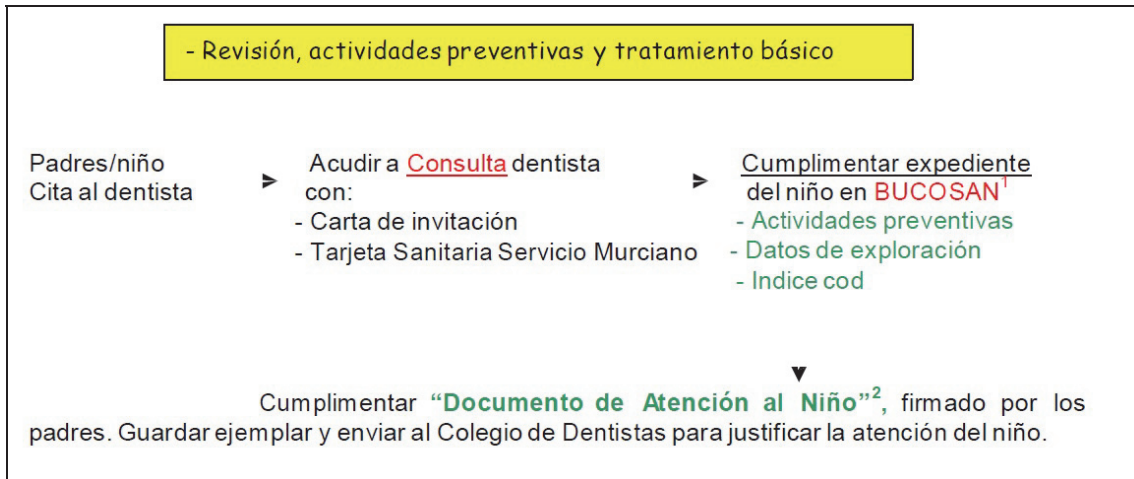 - Revisión, actividades preventivas y tratamiento básico
Padres/niño
Cita al dentista
Acudir a Consulta dentista
con:
- Carta de invitación
- Tarjeta Sanitaria Servicio Murciano
Cumplimentar expediente
del niño en BUCOSAN¹
- Actividades preventivas
- Datos de exploración
- Indice cod
Cumplimentar “Documento de Atención al Niño”², firmado por los
padres. Guardar ejemplar y enviar al Colegio de Dentistas para justificar la atención del niño.